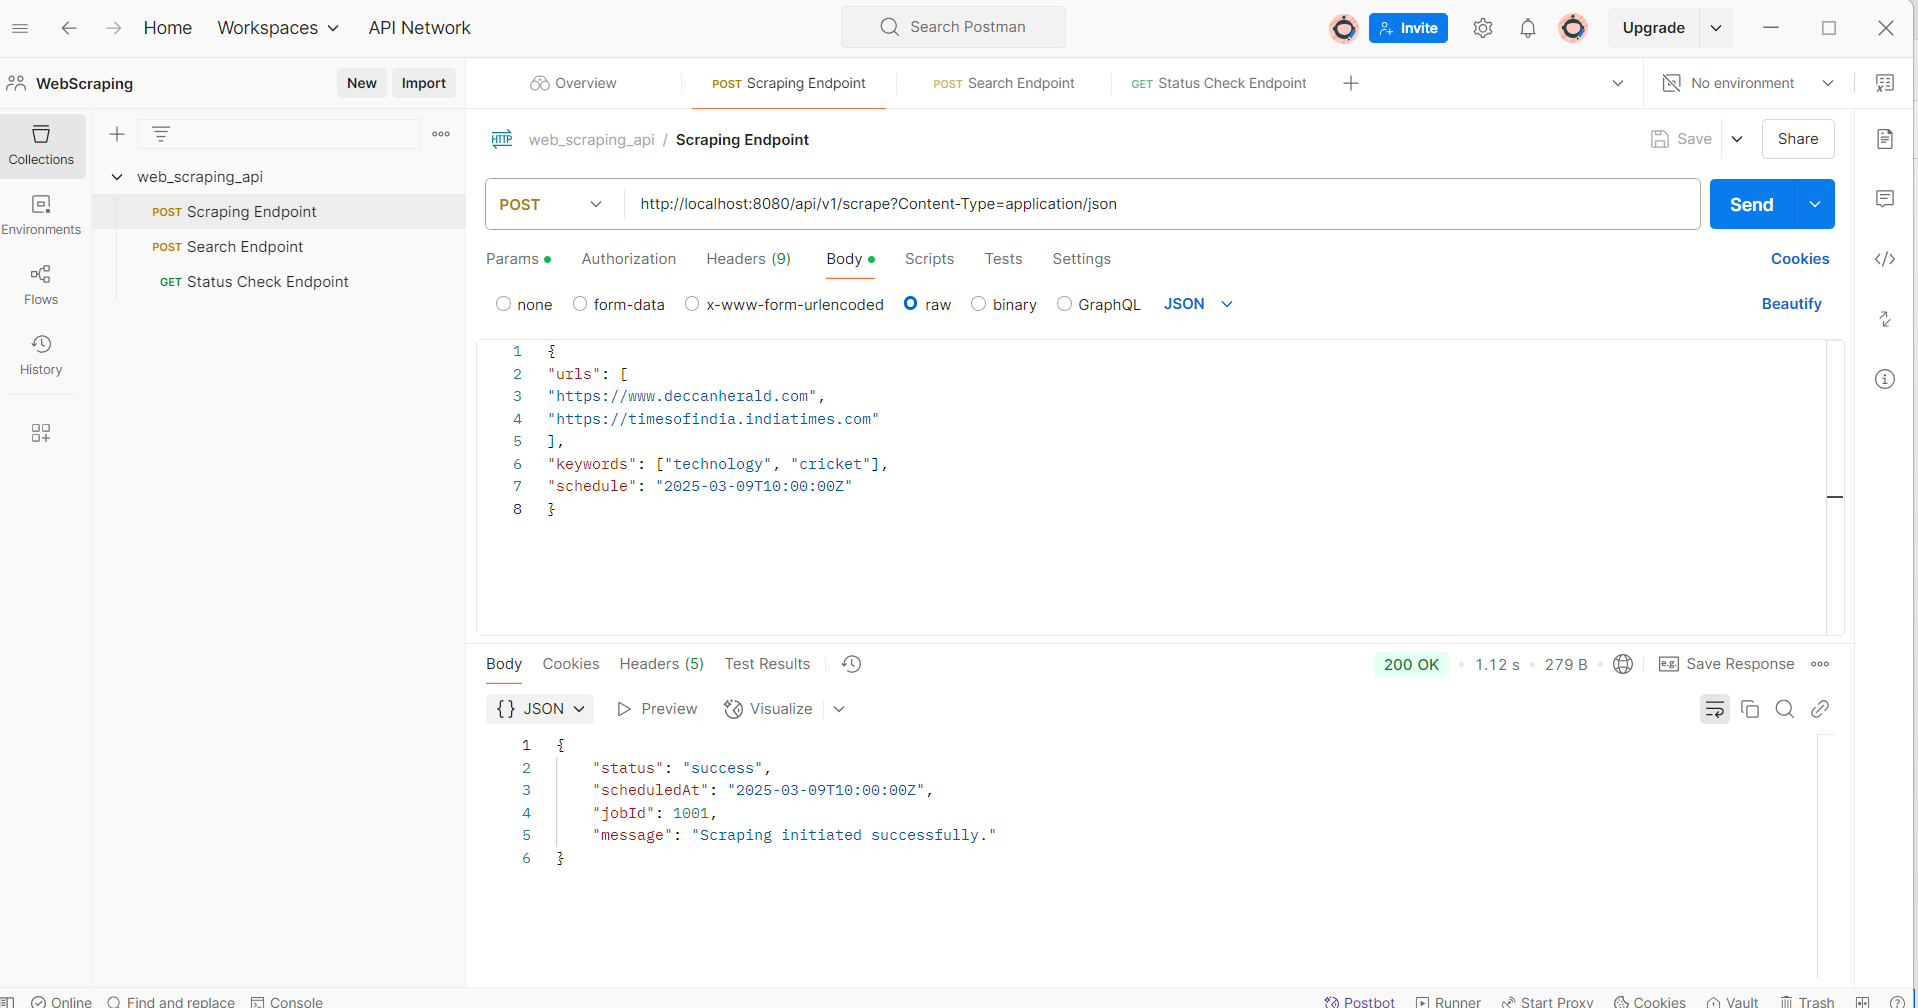 Home Workspaces API Network Search Postman Invite Upgrade
WebScraping New Import Overview POST Scraping Endpoint POST Search Endpoint GET Status Check Endpoint No environment
Collections
Environments
Flows
History
web_scraping_api
POST Scraping Endpoint
POST Search Endpoint
GET Status Check Endpoint
HTTP web_scraping_api / Scraping Endpoint Save Share
POST http://localhost:8080/api/v1/scrape?Content-Type=application/json Send
Params Authorization Headers (9) Body Scripts Tests Settings Cookies
none form-data x-www-form-urlencoded raw binary GraphQL JSON Beautify
1 {
2 "urls": [
3 "https://www.deccanherald.com",
4 "https://timesofindia.indiatimes.com"
5 ],
6 "keywords": ["technology", "cricket"],
7 "schedule": "2025-03-09T10:00:00Z"
8 }
Body Cookies Headers (5) Test Results 200 OK 1.12 s 279 B e.g. Save Response
{} JSON Preview Visualize
1 {
2 "status": "success",
3 "scheduledAt": "2025-03-09T10:00:00Z",
4 "jobId": 1001,
5 "message": "Scraping initiated successfully."
6 }
Online Find and replace Console Postbot Runner Start Proxy Cookies Vault Trash